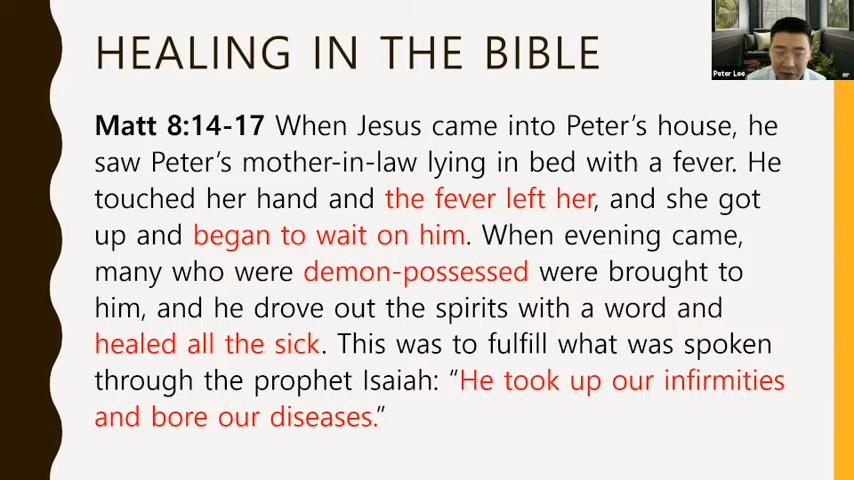 HEALING IN THE BIBLE
Peter Lee
Matt 8:14-17 When Jesus came into Peter’s house, he
saw Peter’s mother-in-law lying in bed with a fever. He
touched her hand and the fever left her, and she got
up and began to wait on him. When evening came,
many who were demon-possessed were brought to
him, and he drove out the spirits with a word and
healed all the sick. This was to fulfill what was spoken
through the prophet Isaiah: “He took up our infirmities
and bore our diseases.”